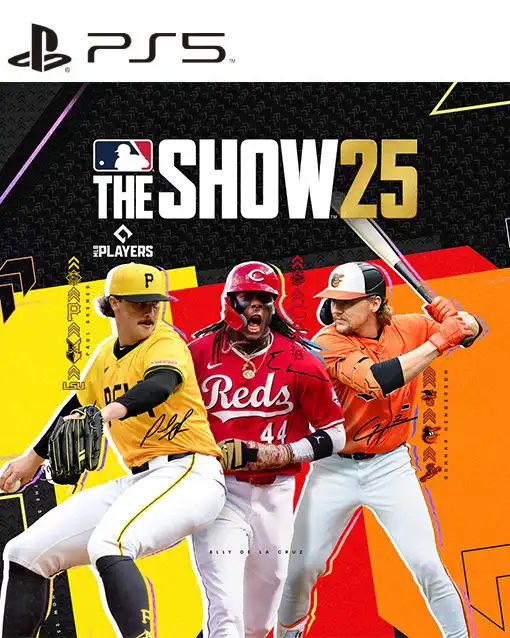 PS5
THE SHOW 25
MLB PLAYERS
PAUL SKENES
P
LSU
C
Reds
44
ELLY DE LA CRUZ
GUNNAR HENDERSON